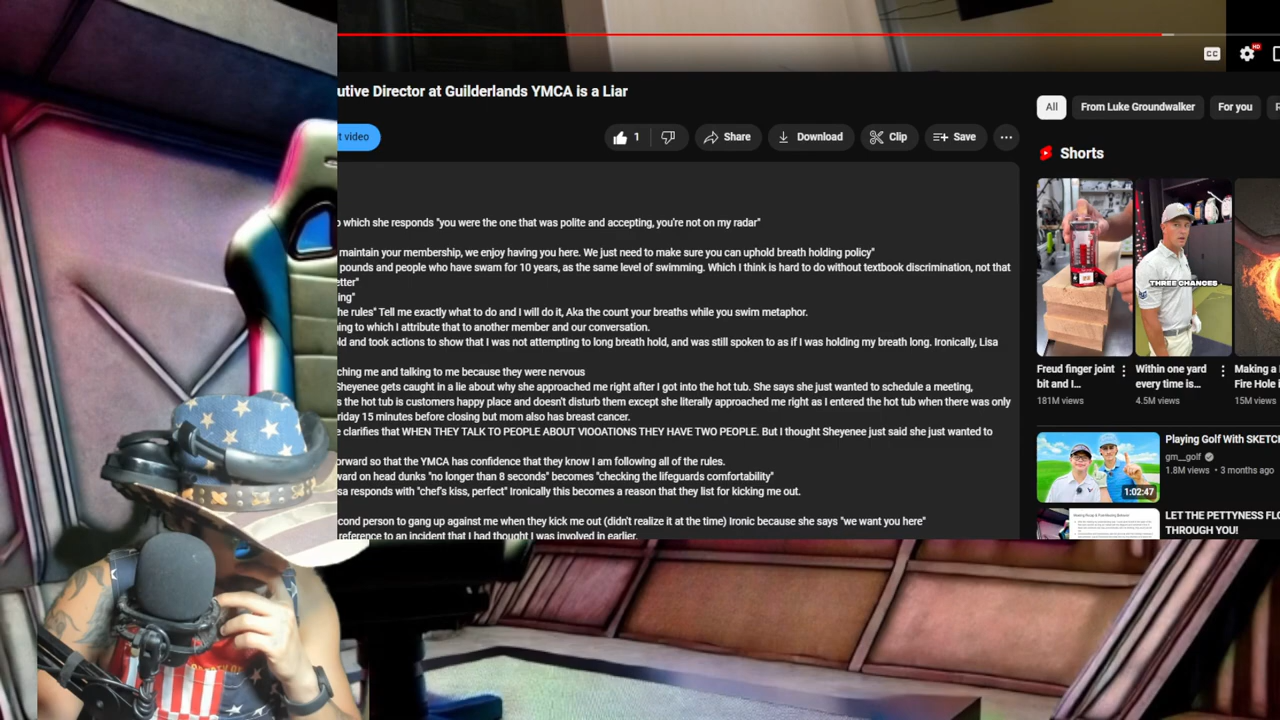 CC
HD
utive Director at Guilderlands YMCA is a Liar
t video
1
Share
Download
Clip
Save
All
From Luke Groundwalker
For you
R
Shorts
o which she responds "you were the one that was polite and accepting, you're not on my radar"
maintain your membership, we enjoy having you here. We just need to make sure you can uphold breath holding policy"
pounds and people who have swam for 10 years, as the same level of swimming. Which I think is hard to do without textbook discrimination, not that
etter"
ing"
he rules" Tell me exactly what to do and I will do it, Aka the count your breaths while you swim metaphor.
ing to which I attribute that to another member and our conversation.
old and took actions to show that I was not attempting to long breath hold, and was still spoken to as if I was holding my breath long. Ironically, Lisa
ching me and talking to me because they were nervous
Sheyenee gets caught in a lie about why she approached me right after I got into the hot tub. She says she just wanted to schedule a meeting,
s the hot tub is customers happy place and doesn't disturb them except she literally approached me right as I entered the hot tub when there was only
riday 15 minutes before closing but mom also has breast cancer.
e clarifies that WHEN THEY TALK TO PEOPLE ABOUT VIOOATIONS THEY HAVE TWO PEOPLE. But I thought Sheyenee just said she just wanted to
orward so that the YMCA has confidence that they know I am following all of the rules.
ward on head dunks "no longer than 8 seconds" becomes "checking the lifeguards comfortability"
sa responds with "chef's kiss, perfect" Ironically this becomes a reason that they list for kicking me out.
cond person to gang up against me when they kick me out (didn't realize it at the time) Ironic because she says "we want you here"
reference to an incident that I had thought I was involved in earlier.
THREE CHANCES
Freud finger joint
bit and I...
181M views
Within one yard
every time is...
4.5M views
Making a
Fire Hole i
15M views
Playing Golf With SKETC
gm__golf
1.8M views • 3 months ago
1:02:47
LET THE PETTYNESS FLO
THROUGH YOU!